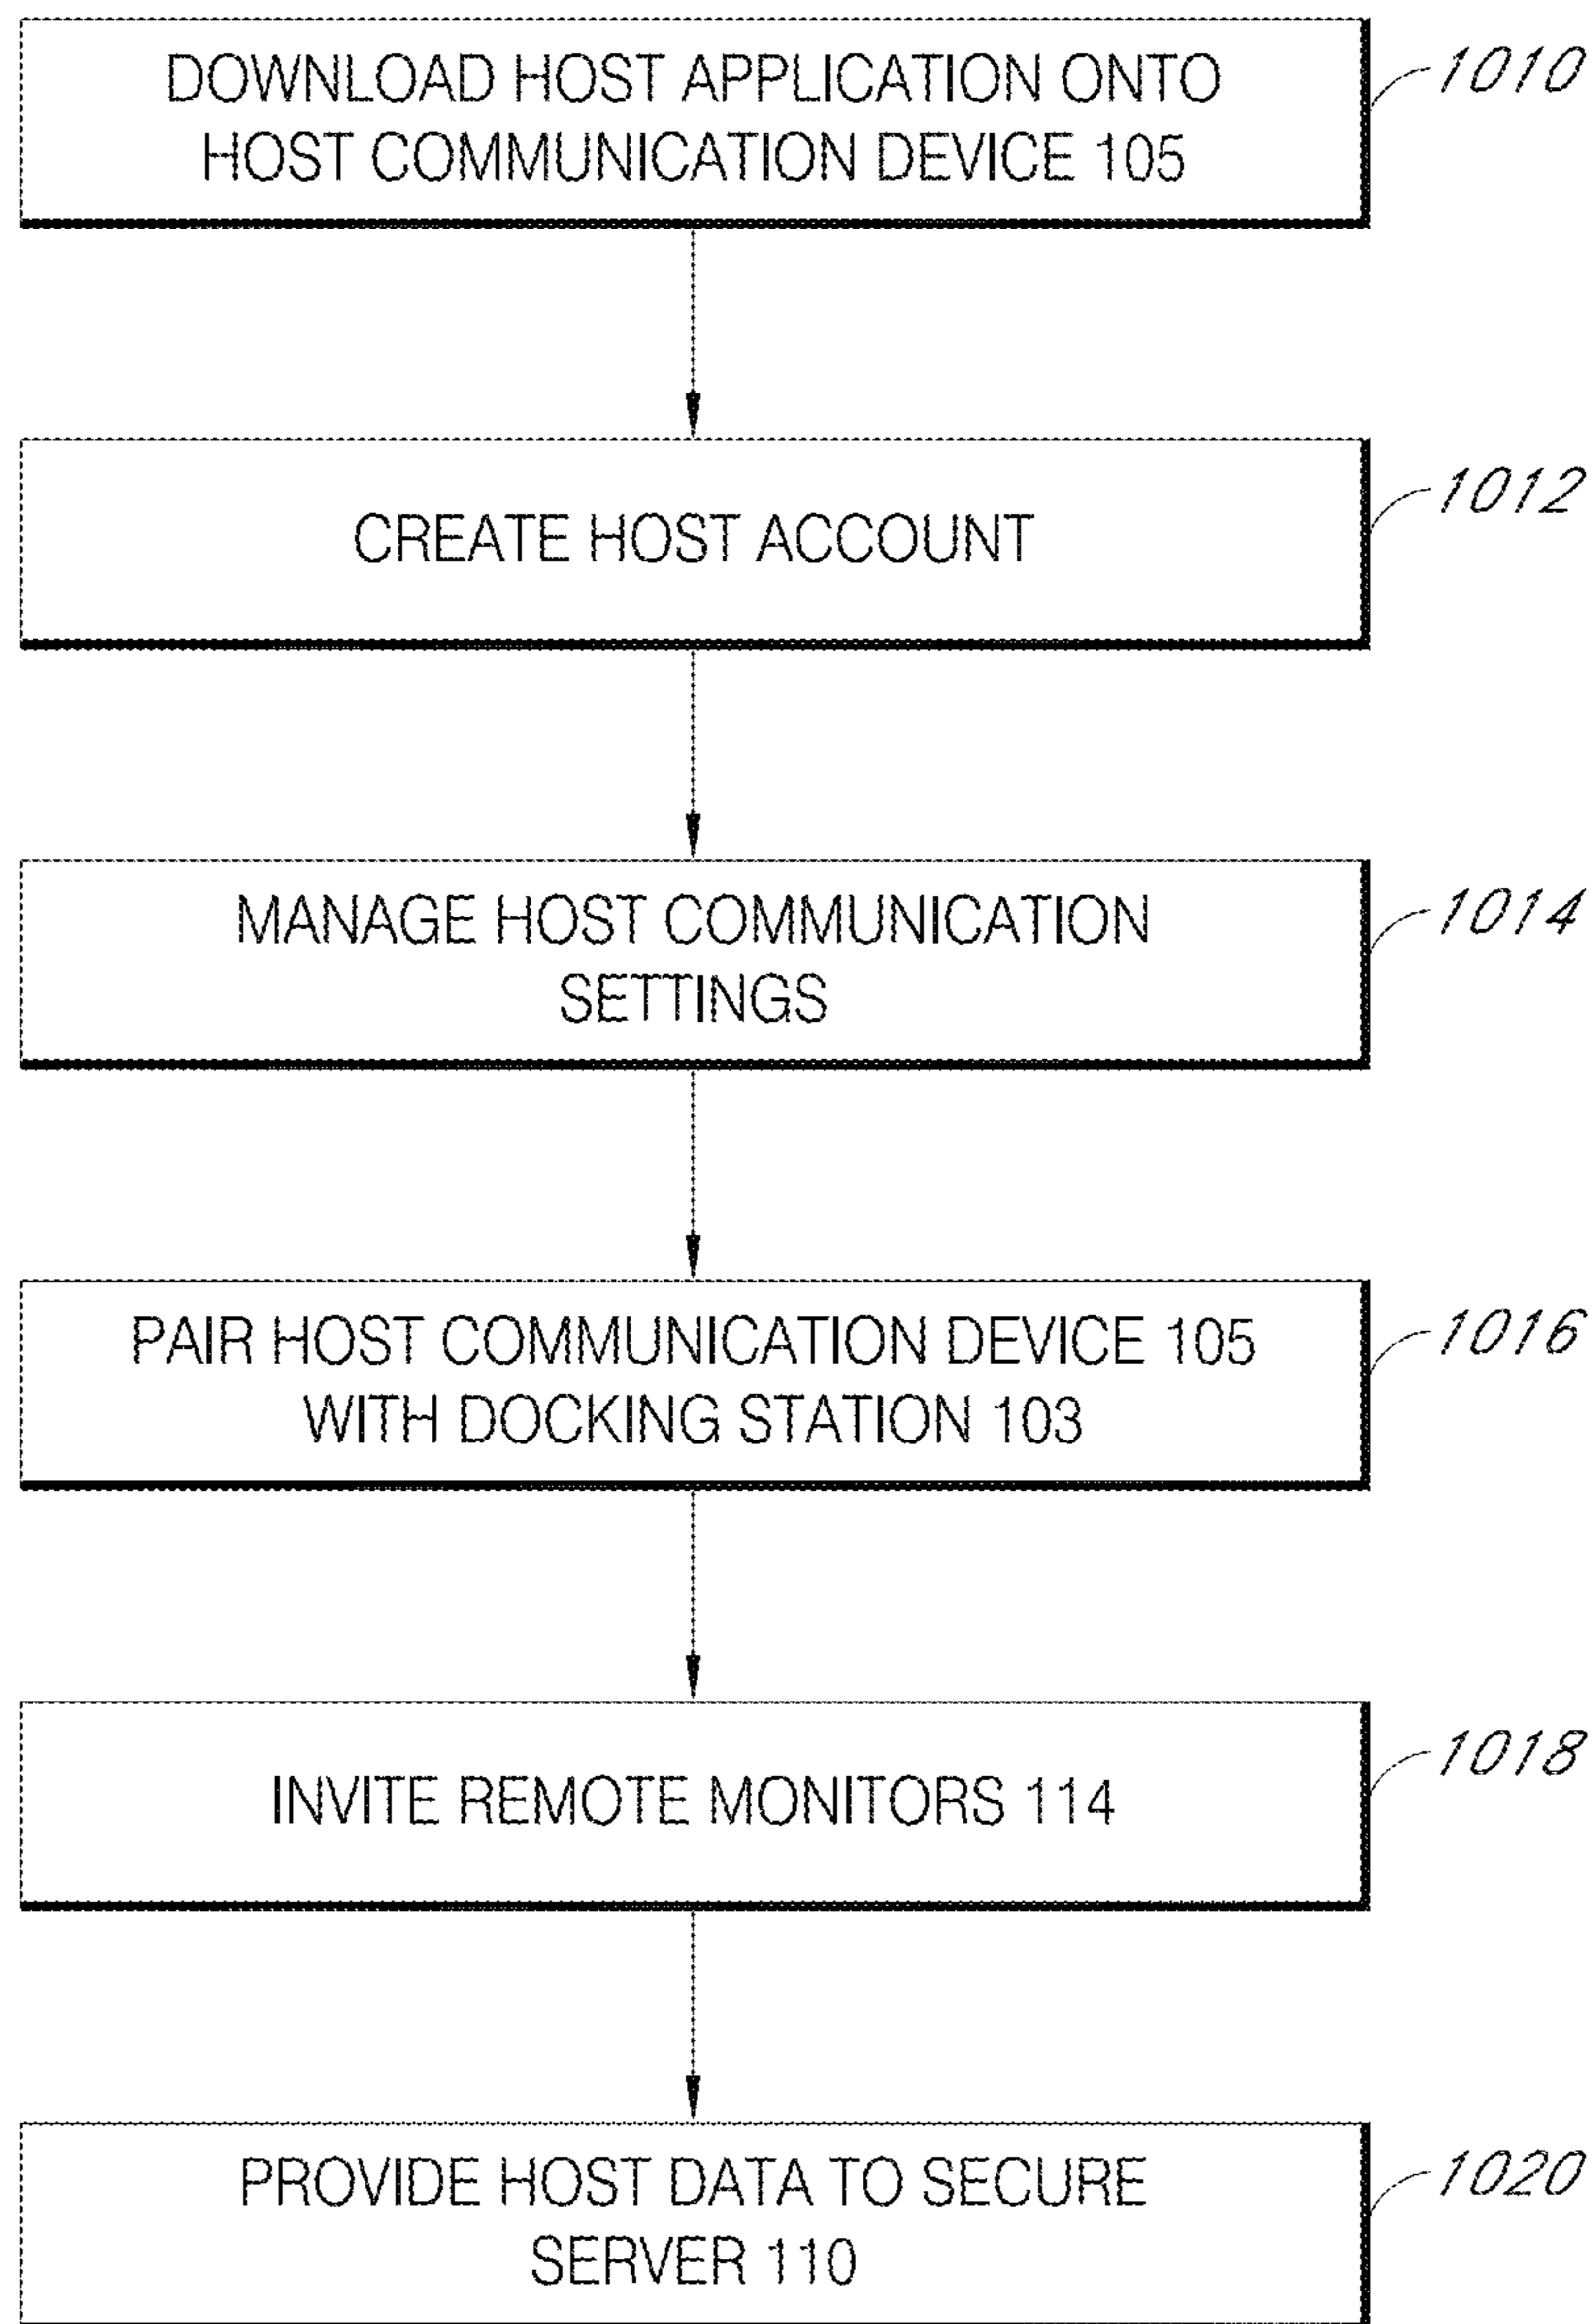 DOWNLOAD HOST APPLICATION ONTO
HOST COMMUNICATION DEVICE 105
1010
CREATE HOST ACCOUNT
1012
MANAGE HOST COMMUNICATION
SETTINGS
1014
PAIR HOST COMMUNICATION DEVICE 105
WITH DOCKING STATION 103
1016
INVITE REMOTE MONITORS 114
1018
PROVIDE HOST DATA TO SECURE
SERVER 110
1020